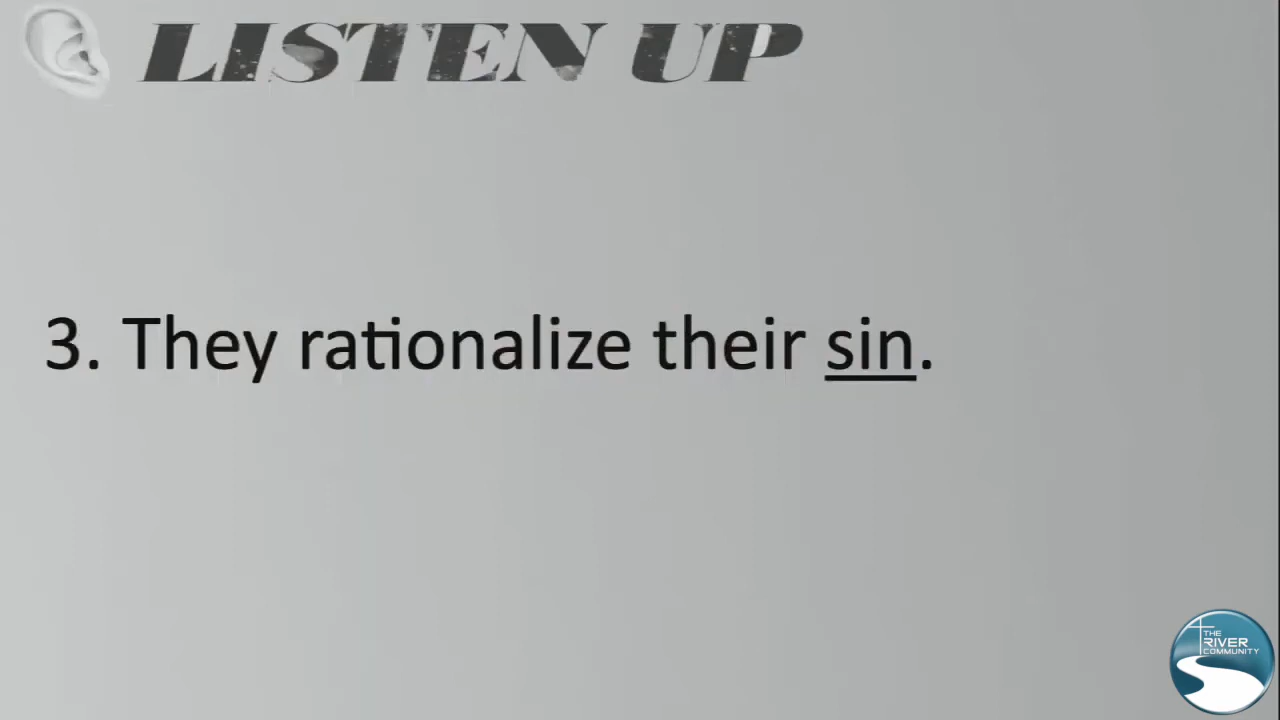 LISTEN UP
3. They rationalize their sin.
THE
RIVER
COMMUNITY